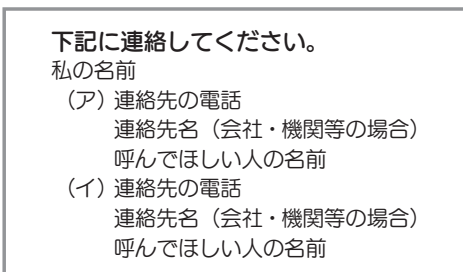 下記に連絡してください。
私の名前
（ア）連絡先の電話
連絡先名（会社・機関等の場合）
呼んでほしい人の名前
（イ）連絡先の電話
連絡先名（会社・機関等の場合）
呼んでほしい人の名前